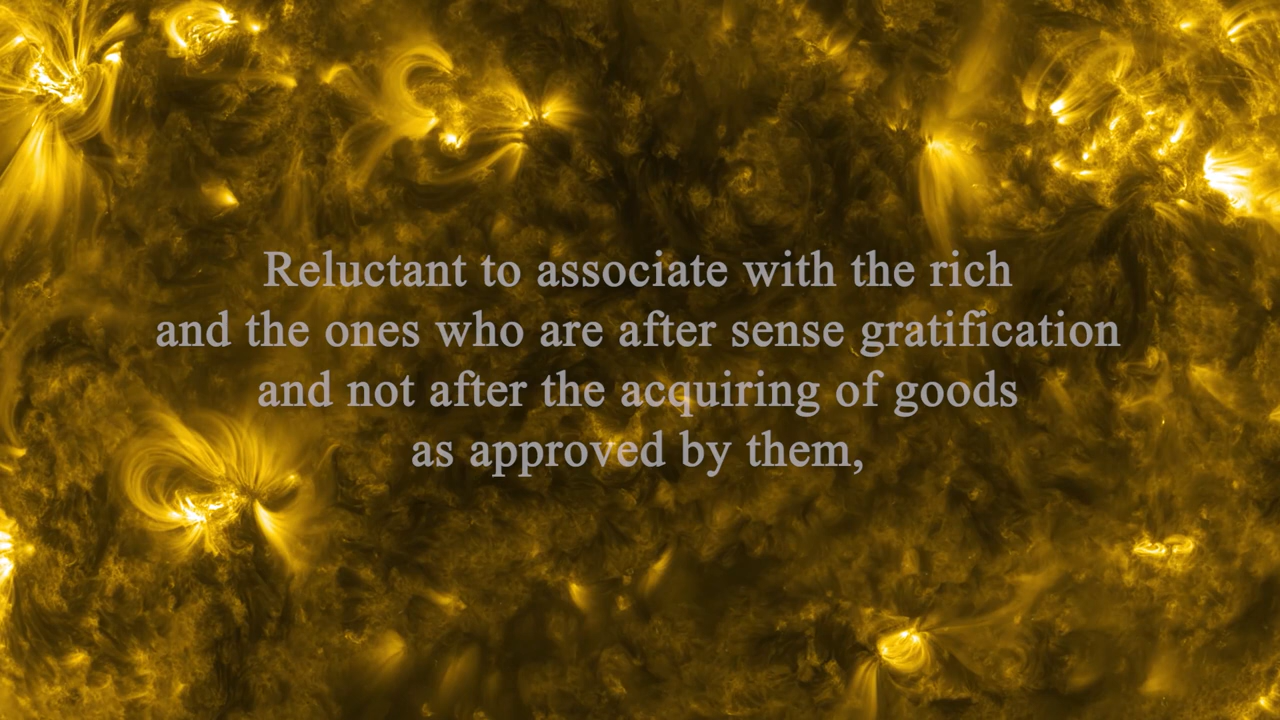 Reluctant to associate with the rich
and the ones who are after sense gratification
and not after the acquiring of goods
as approved by them,